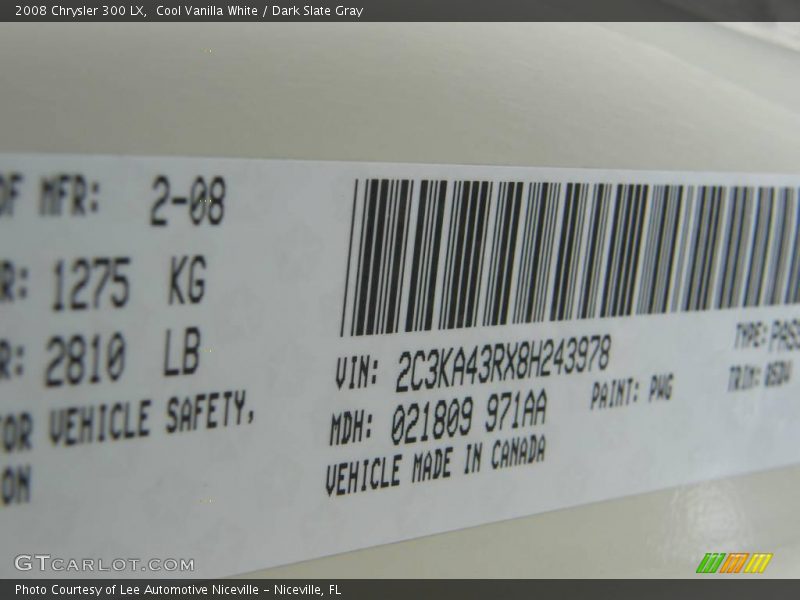 2008 Chrysler 300 LX,  Cool Vanilla White / Dark Slate Gray
OF MFR: 2-08
R: 1275 KG
R: 2810 LB
FOR VEHICLE SAFETY,
ON
VIN: 2C3KA43RX8H243978
TYPE: PASS
MDH: 021809 971AA
PAINT: PWG
TRIM:
VEHICLE MADE IN CANADA
GTCARLOT.COM
Photo Courtesy of Lee Automotive Niceville - Niceville, FL